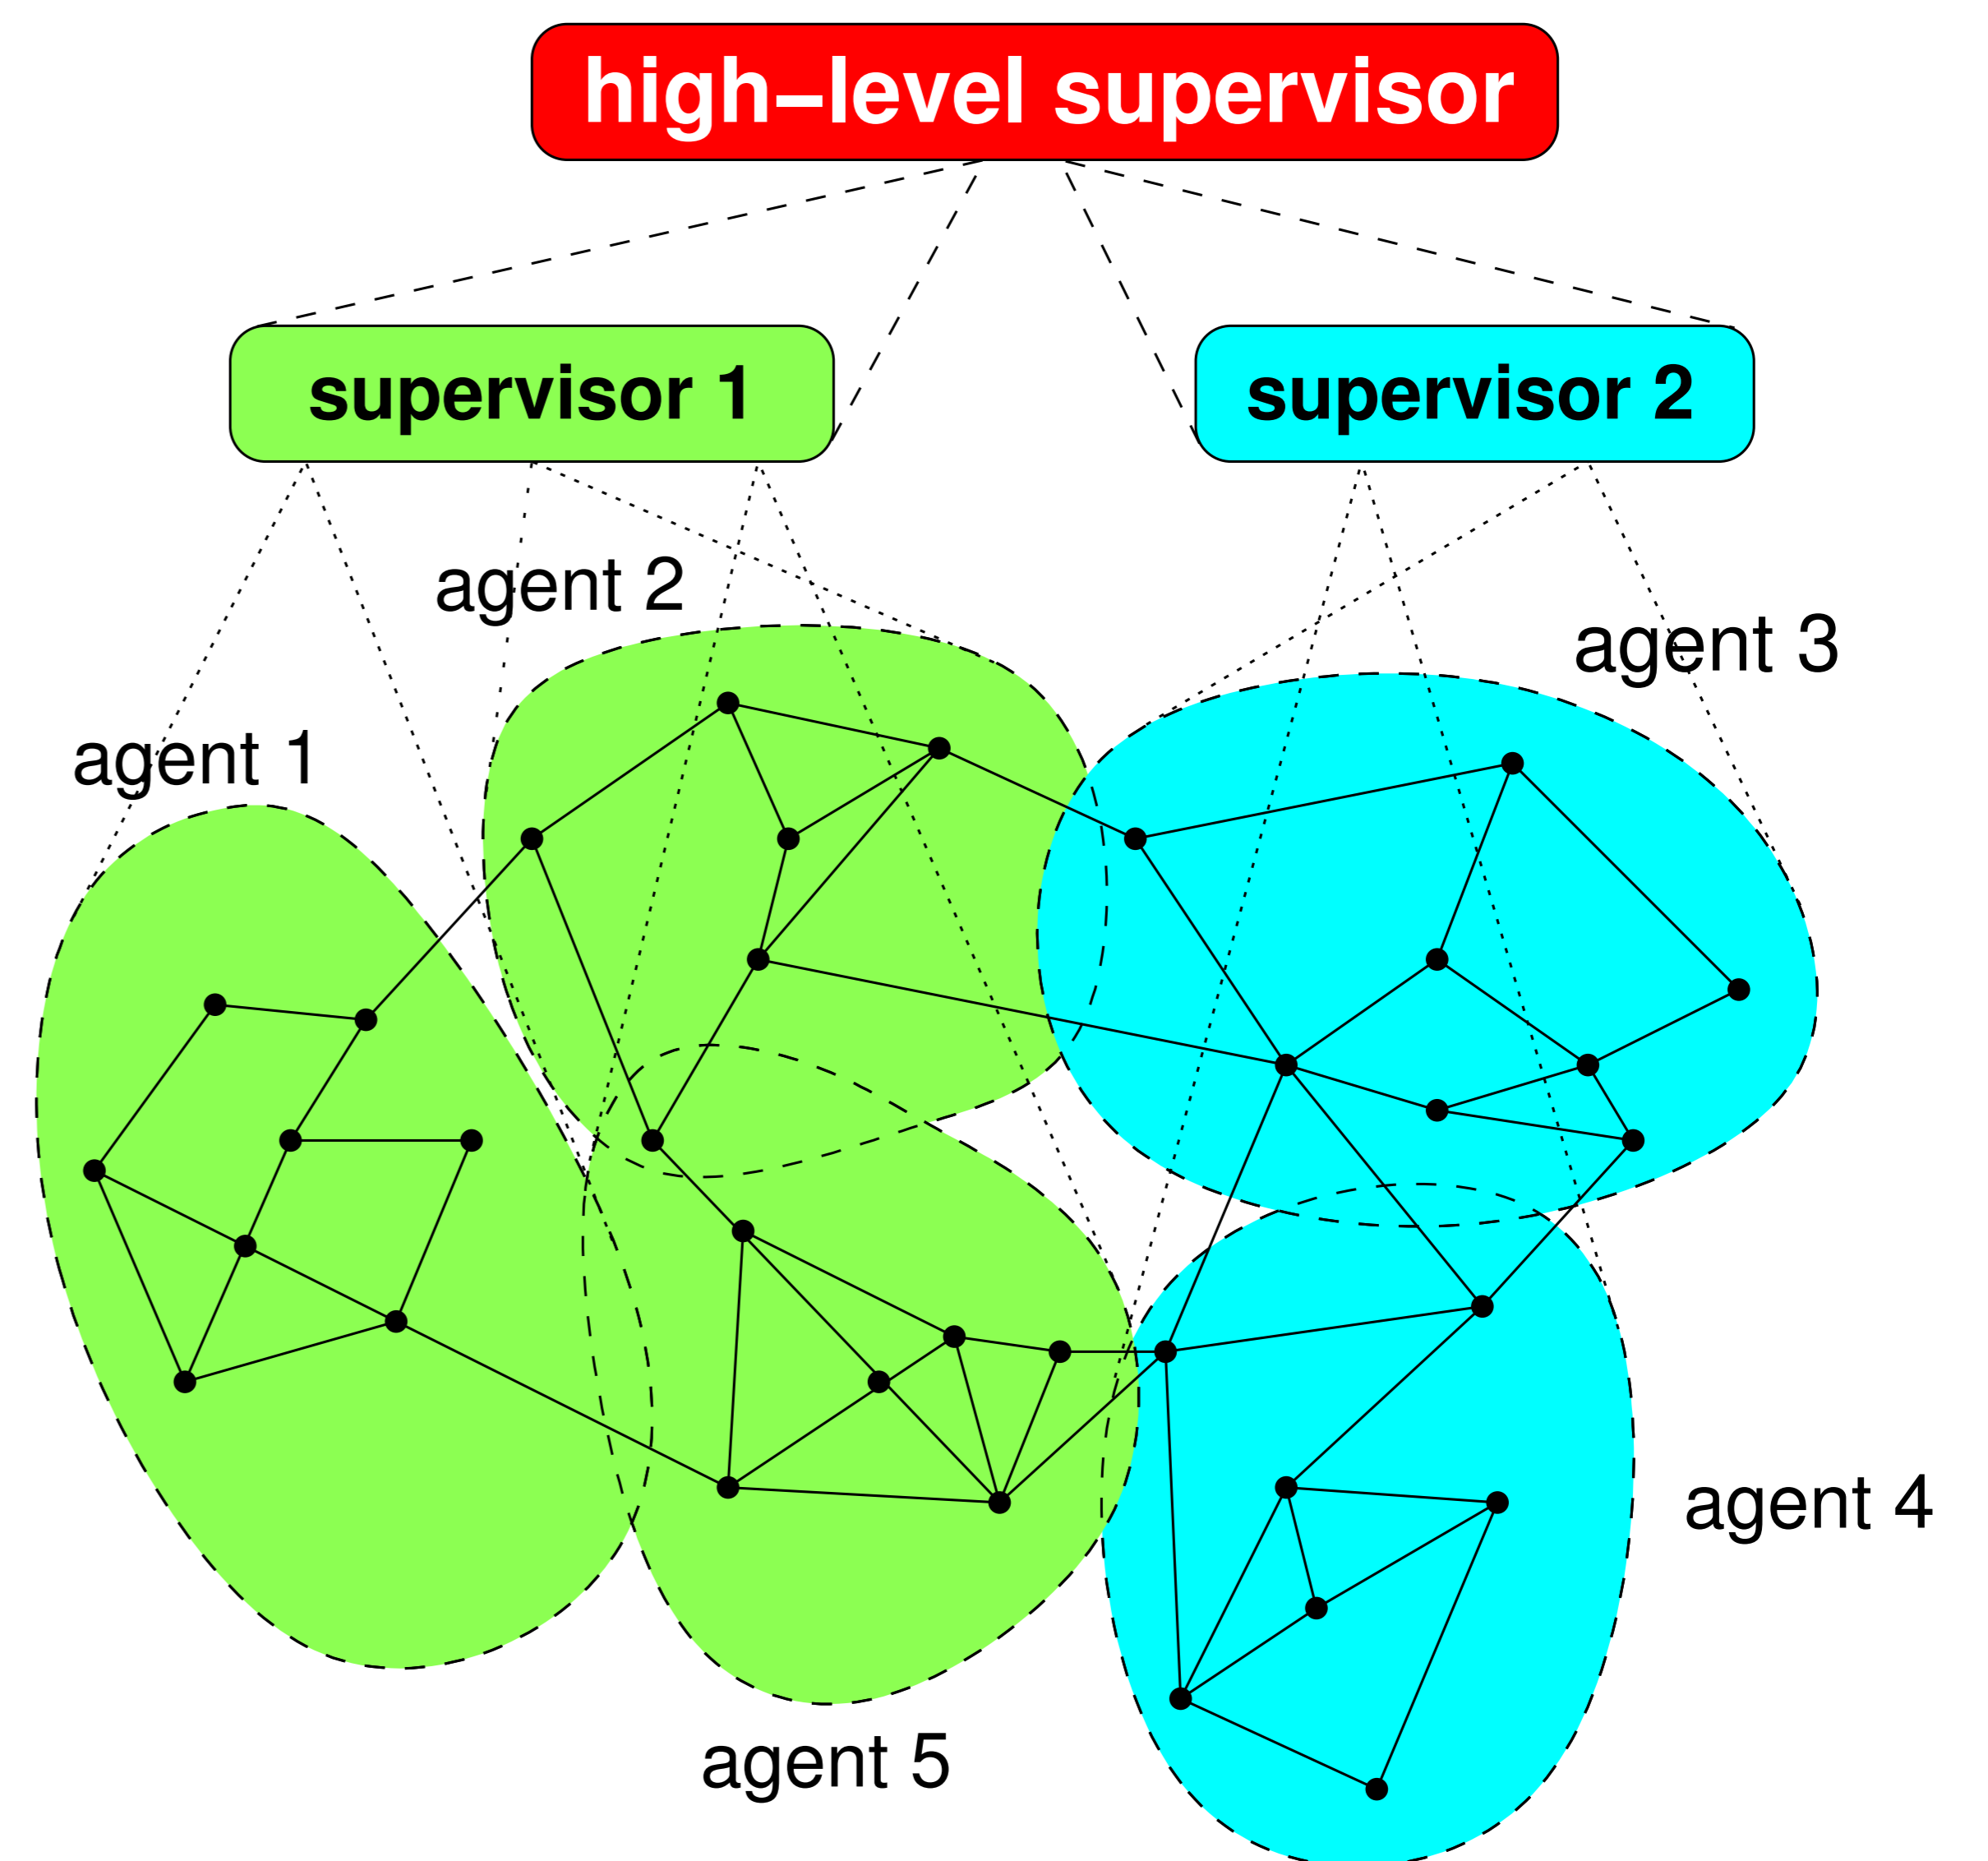 high–level supervisor
supervisor 1
supervisor 2
agent 2
agent 3
agent 1
agent 4
agent 5